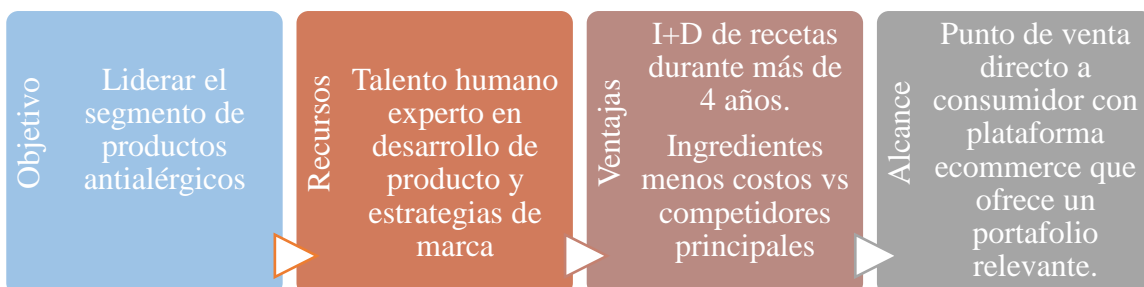 Objetivo
Liderar el
segmento de
productos
antialérgicos
Recursos
Talento humano
experto en
desarrollo de
producto y
estrategias de
marca
Ventajas
I+D de recetas
durante más de
4 años.
Ingredientes
menos costos vs
competidores
principales
Alcance
Punto de venta
directo a
consumidor con
plataforma
ecommerce que
ofrece un
portafolio
relevante.